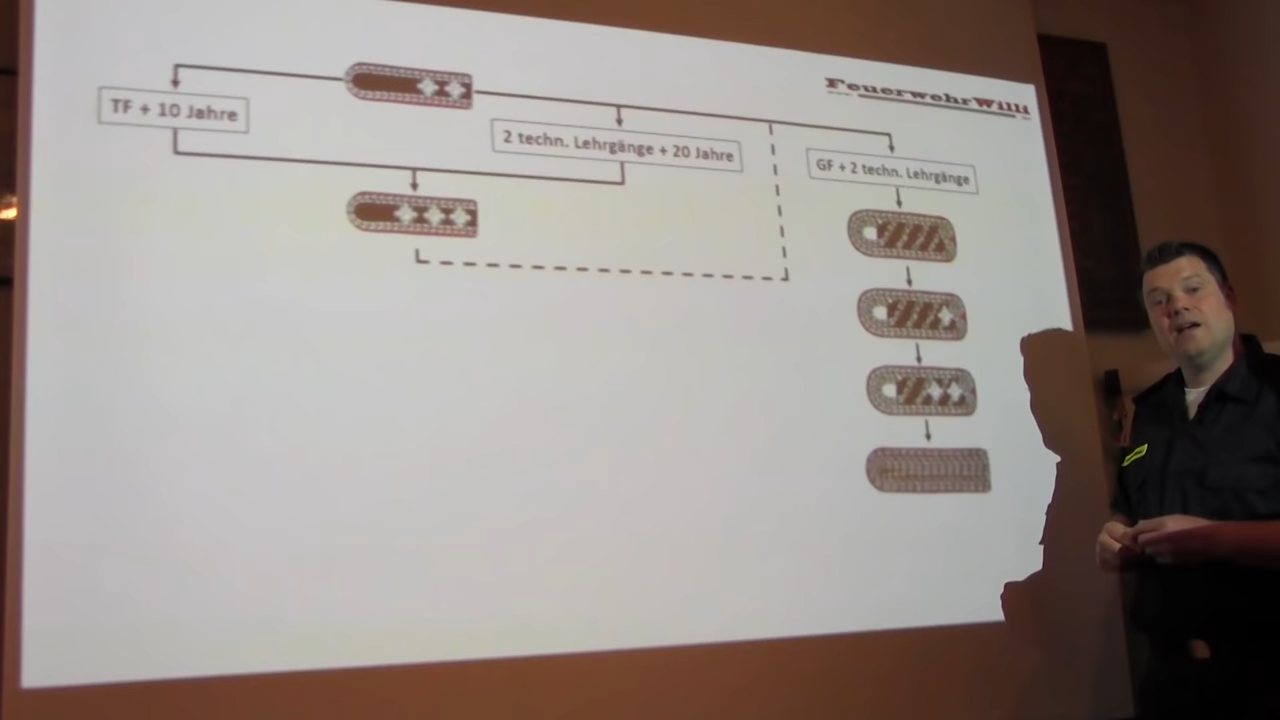 FeuerwehrWilli
TF + 10 Jahre
2 techn. Lehrgänge + 20 Jahre
GF + 2 techn. Lehrgänge